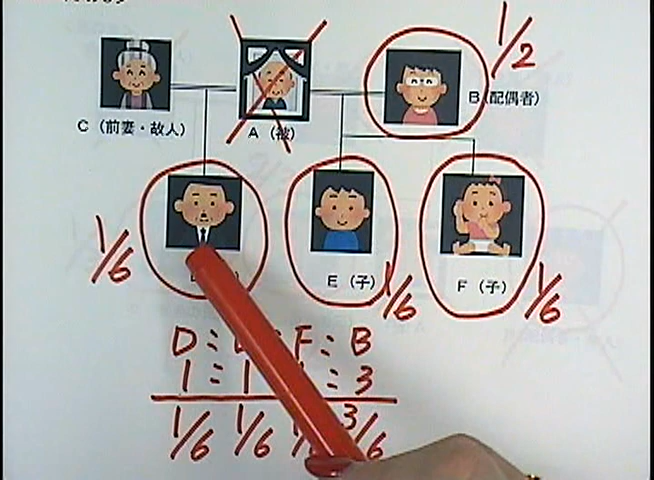 1/2
B(配偶者)
C(前妻・故人)
A(被)
1/6
E(子)
1/6
F(子)
1/6
D : : F : B
1 : 1 : 3
1/6 1/6 3/6